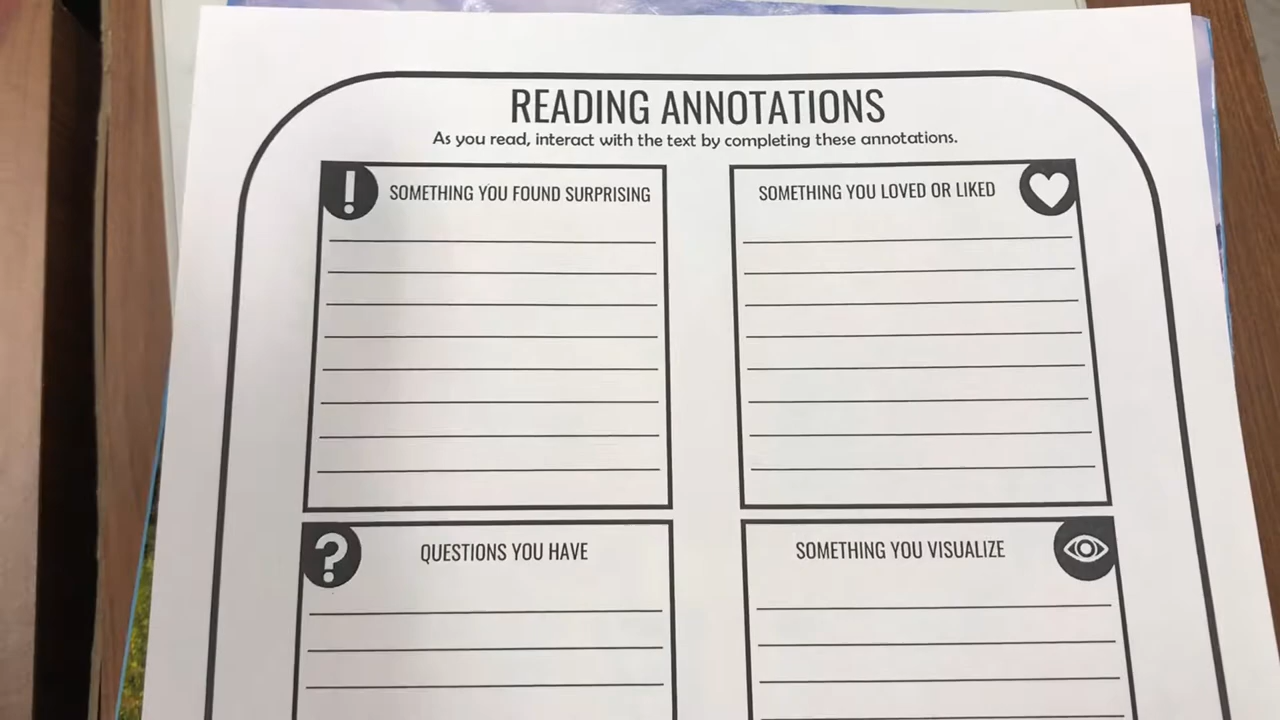 READING ANNOTATIONS
As you read, interact with the text by completing these annotations.
! SOMETHING YOU FOUND SURPRISING
SOMETHING YOU LOVED OR LIKED
? QUESTIONS YOU HAVE
SOMETHING YOU VISUALIZE